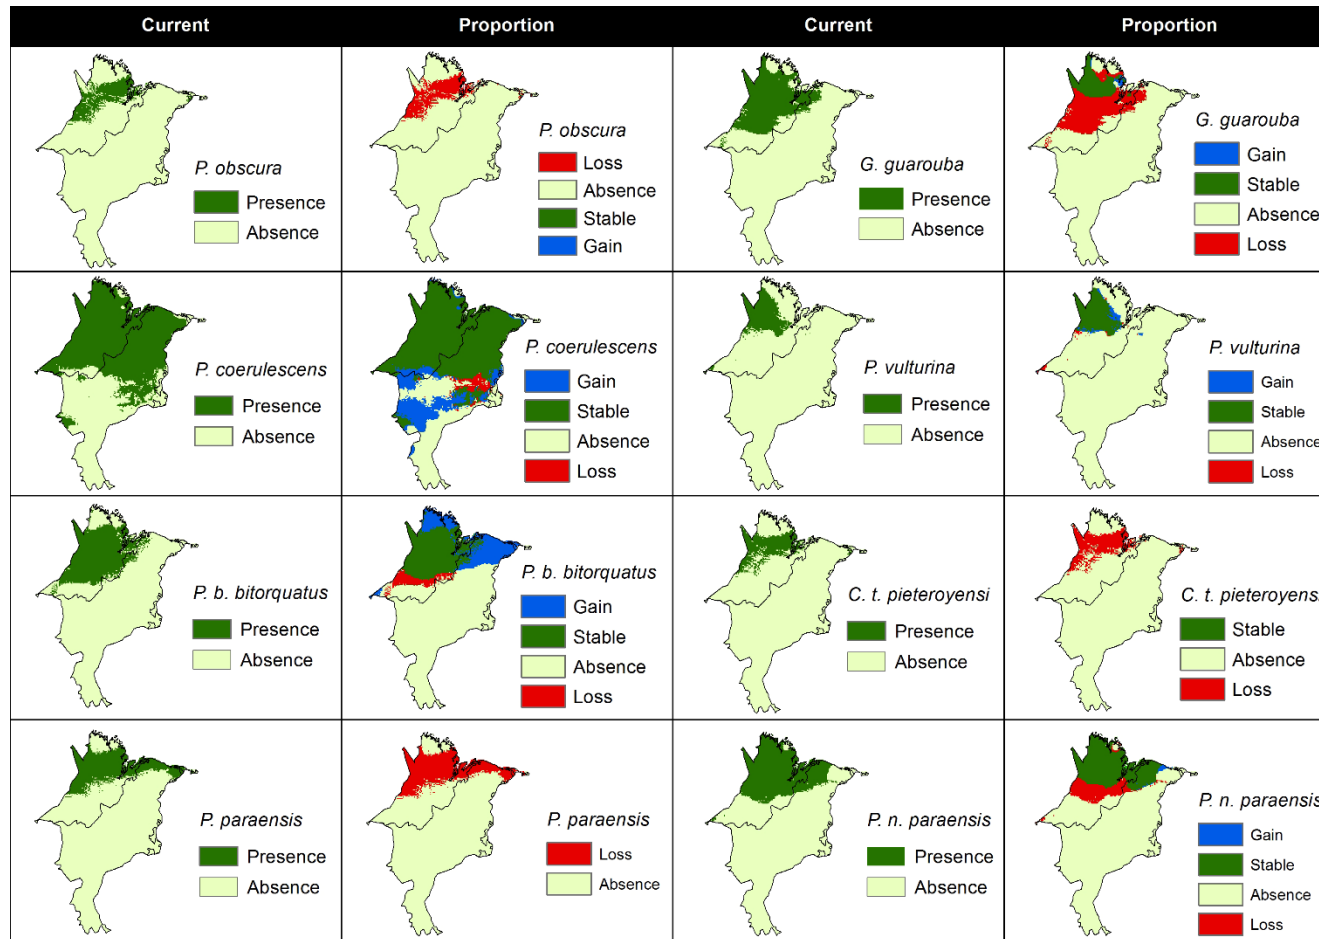 Current
Proportion
Current
Proportion
P. obscura
Presence
Absence
P. obscura
Loss
Absence
Stable
Gain
G. guarouba
Presence
Absence
G. guarouba
Gain
Stable
Absence
Loss
P. coerulescens
Presence
Absence
P. coerulescens
Gain
Stable
Absence
Loss
P. vulturina
Presence
Absence
P. vulturina
Gain
Stable
Absence
Loss
P. b. bitorquatus
Presence
Absence
P. b. bitorquatus
Gain
Stable
Absence
Loss
C. t. pieteroyensi
Presence
Absence
C. t. pieteroyensi
Stable
Absence
Loss
P. paraensis
Presence
Absence
P. paraensis
Loss
Absence
P. n. paraensis
Presence
Absence
P. n. paraensis
Gain
Stable
Absence
Loss